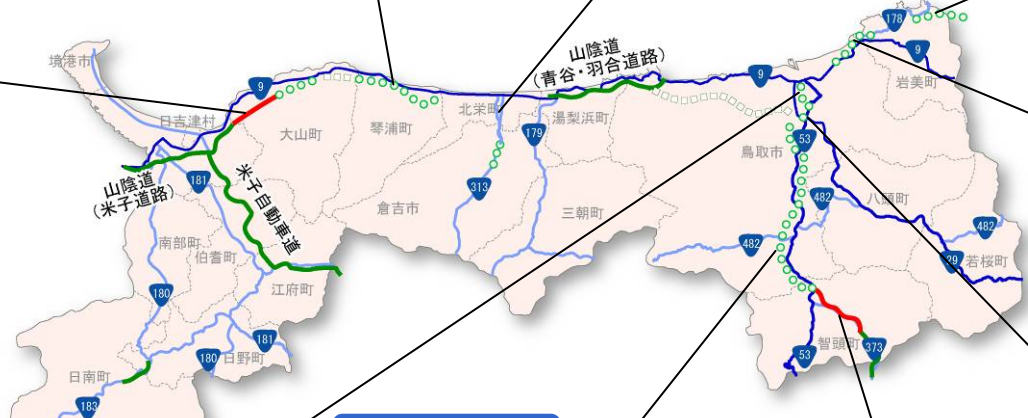 178
境港市
山陰道
(青谷・羽合道路)
9
9
9
岩美町
日吉津村
大山町
琴浦町
北栄町
湯梨浜町
179
53
鳥取市
山陰道
(米子道路)
181
米子自動車道
313
倉吉市
三朝町
482
八頭町
482
482
29
若桜町
南部町
伯耆町
江府町
180
181
180
日野町
日南町
183
53
智頭町
373